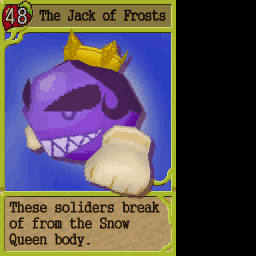 48 The Jack of Frosts
These soliders break
of from the Snow
Queen body.